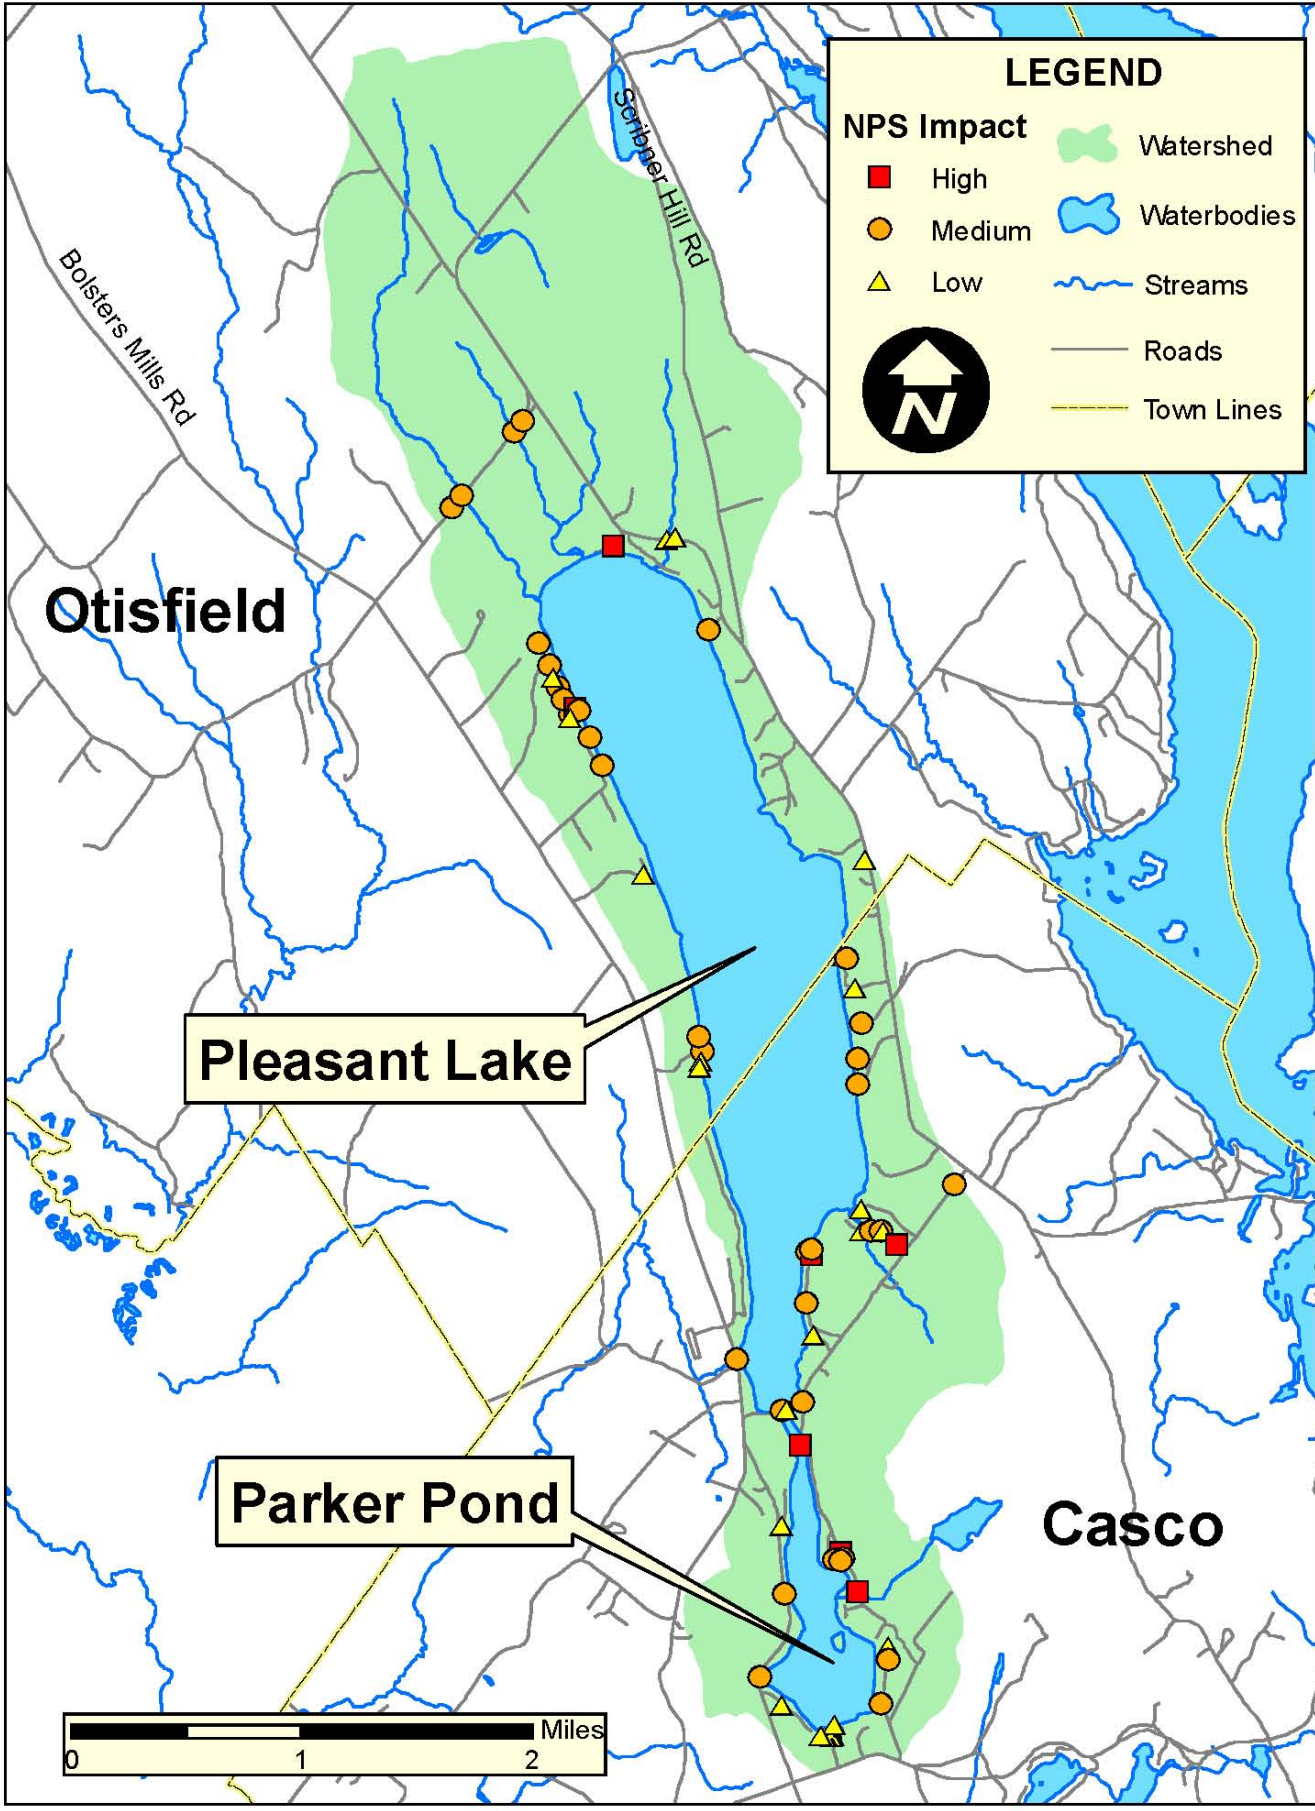 LEGEND
NPS Impact
High
Medium
Low
Watershed
Waterbodies
Streams
Roads
Town Lines
N
Scribner Hill Rd
Bolsters Mills Rd
Otisfield
Pleasant Lake
Parker Pond
Casco
Miles
0 1 2